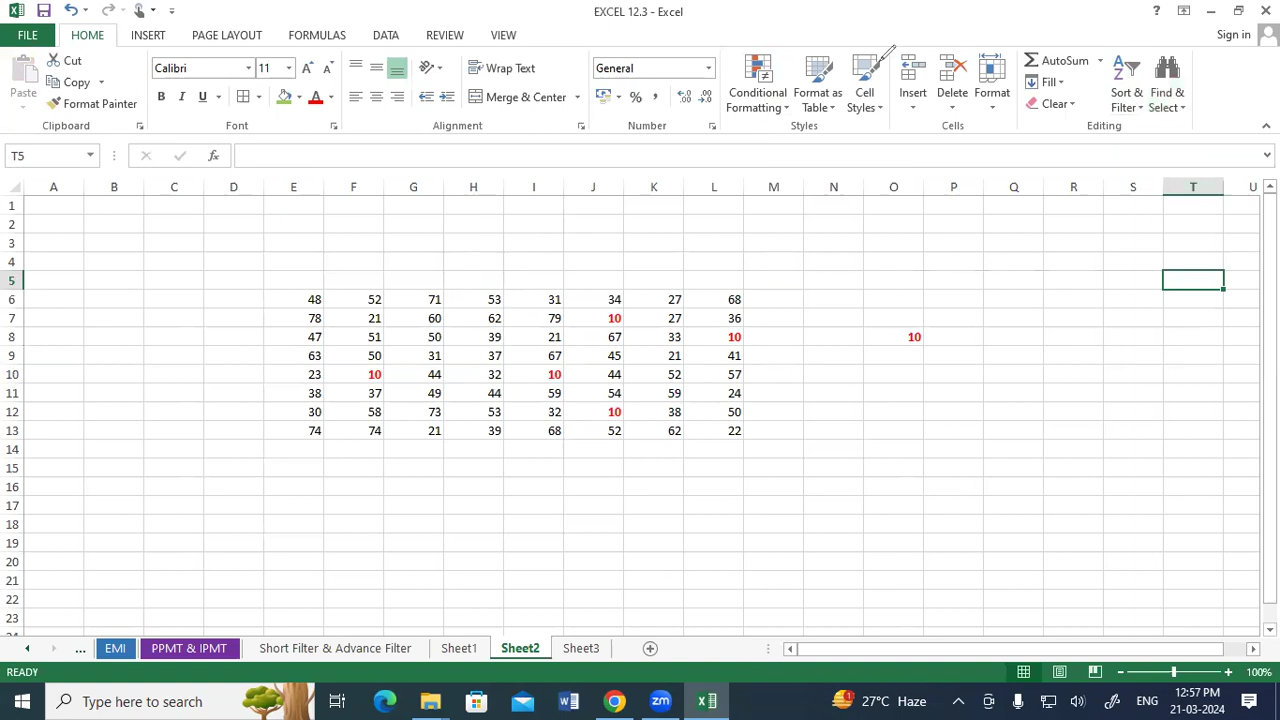 EXCEL 12.3 - Excel
?
FILE HOME INSERT PAGE LAYOUT FORMULAS DATA REVIEW VIEW Sign in
Paste
Cut
Copy
Format Painter
Clipboard
Calibri 11 A A
B I U A
Font
ab
Wrap Text
Merge & Center
Alignment
General
% ,
.0 .00
.00 .0
Number
Conditional
Formatting
Format as
Table
Cell
Styles
Styles
Insert Delete Format
Cells
AutoSum
Fill
Clear
Sort &
Filter
Find &
Select
Editing
T5 fx
A B C D E F G H I J K L M N O P Q R S T U
1
2
3
4
5
6 48 52 71 53 31 34 27 68
7 78 21 60 62 79 10 27 36
8 47 51 50 39 21 67 33 10 10
9 63 50 31 37 67 45 21 41
10 23 10 44 32 10 44 52 57
11 38 37 49 44 59 54 59 24
12 30 58 73 53 32 10 38 50
13 74 74 21 39 68 52 62 22
14
15
16
17
18
19
20
21
22
23
24
... EMI PPMT & IPMT Short Filter & Advance Filter Sheet1 Sheet2 Sheet3
READY 100%
Type here to search 1 27°C Haze ENG 12:57 PM
21-03-2024